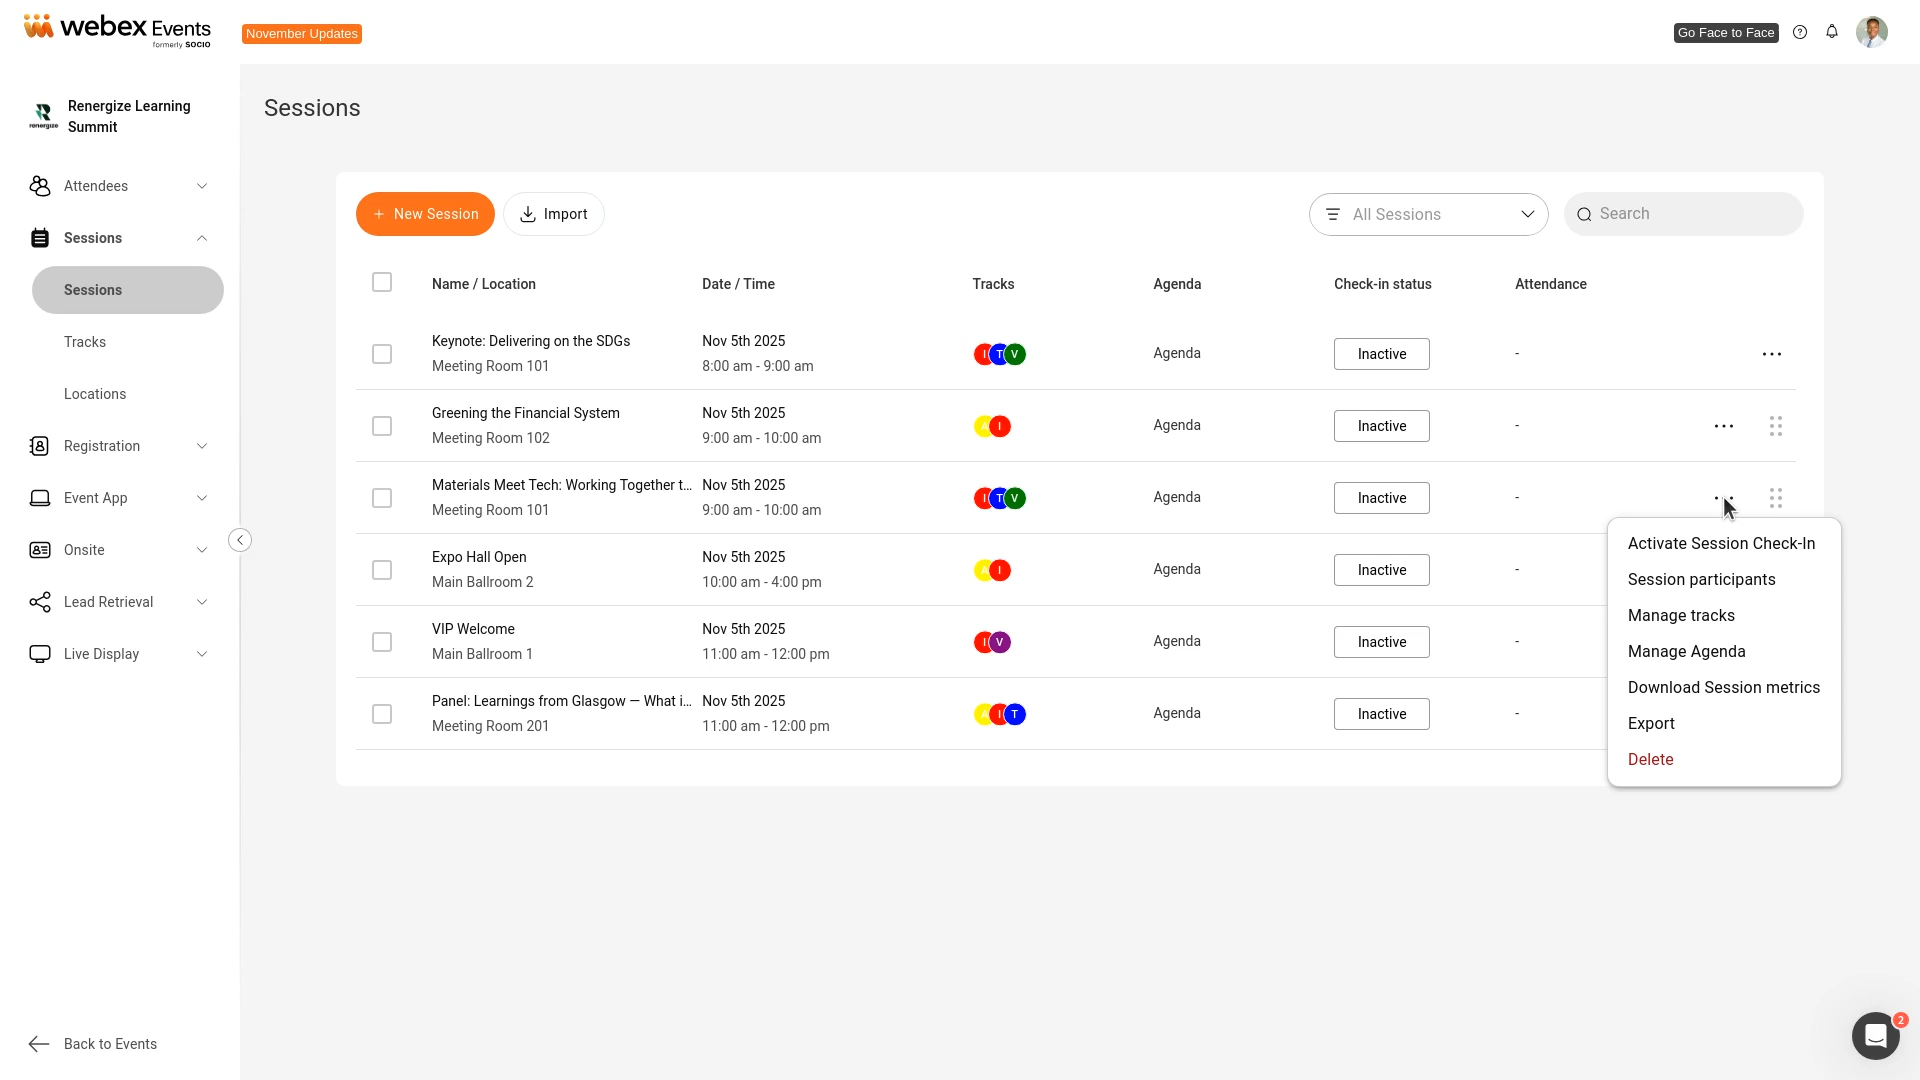 webex Events
formerly SOCIO
November Updates
Go Face to Face
Renergize Learning
Summit
renergize
Attendees
Sessions
Sessions
Tracks
Locations
Registration
Event App
Onsite
Lead Retrieval
Live Display
Back to Events
Sessions
+ New Session
Import
All Sessions
Search
Name / Location Date / Time Tracks Agenda Check-in status Attendance
Keynote: Delivering on the SDGs
Meeting Room 101
Nov 5th 2025
8:00 am - 9:00 am
I T V
Agenda
Inactive
-
Greening the Financial System
Meeting Room 102
Nov 5th 2025
9:00 am - 10:00 am
A I
Agenda
Inactive
-
Materials Meet Tech: Working Together t...
Meeting Room 101
Nov 5th 2025
9:00 am - 10:00 am
I T V
Agenda
Inactive
-
Expo Hall Open
Main Ballroom 2
Nov 5th 2025
10:00 am - 4:00 pm
A I
Agenda
Inactive
-
VIP Welcome
Main Ballroom 1
Nov 5th 2025
11:00 am - 12:00 pm
I V
Agenda
Inactive
-
Panel: Learnings from Glasgow — What i...
Meeting Room 201
Nov 5th 2025
11:00 am - 12:00 pm
A I T
Agenda
Inactive
-
Activate Session Check-In
Session participants
Manage tracks
Manage Agenda
Download Session metrics
Export
Delete
2